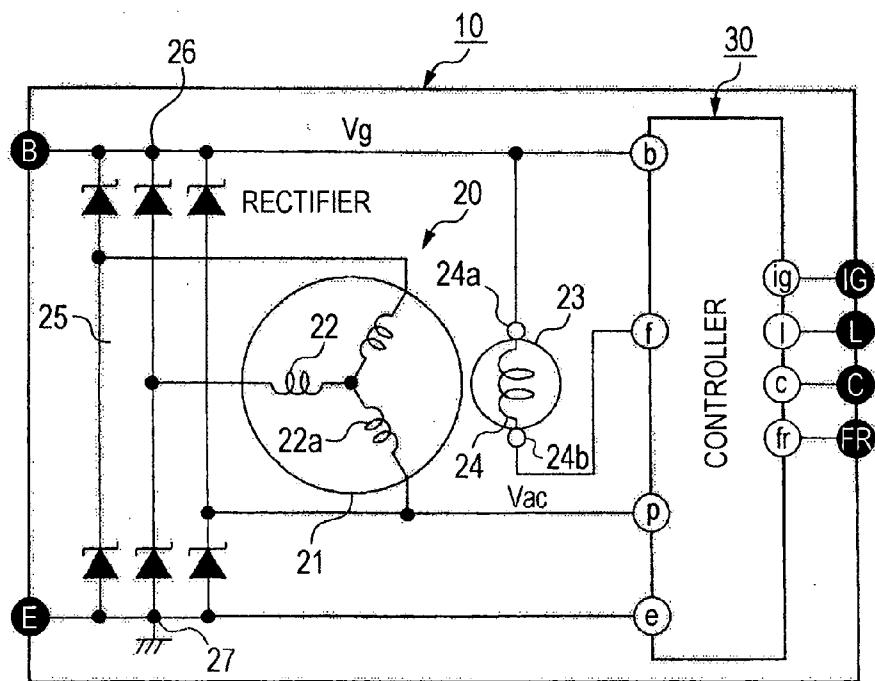 10
26
30
B
Vg
b
RECTIFIER
20
24a
23
ig
IG
25
22
f
l
L
c
C
22a
fr
FR
24
24b
CONTROLLER
Vac
p
21
E
27
e